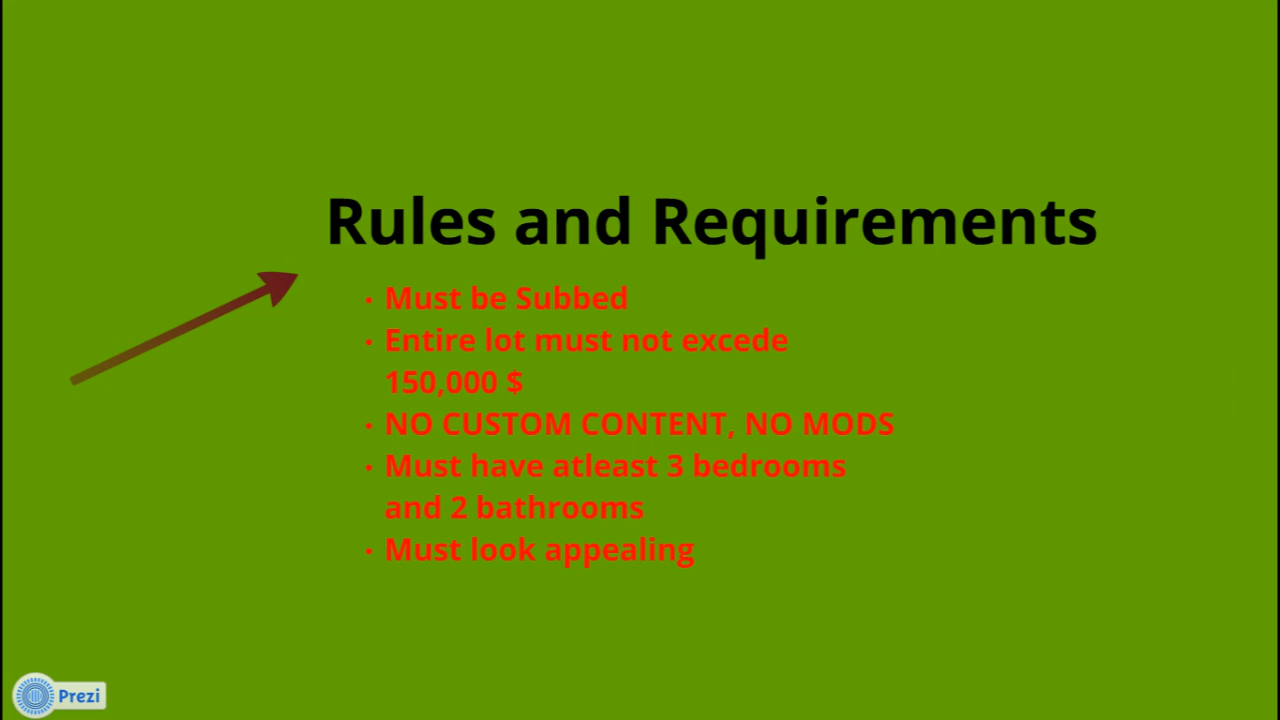 Rules and Requirements
· Must be Subbed
· Entire lot must not excede
150,000 $
· NO CUSTOM CONTENT, NO MODS
· Must have atleast 3 bedrooms
and 2 bathrooms
· Must look appealing
Prezi